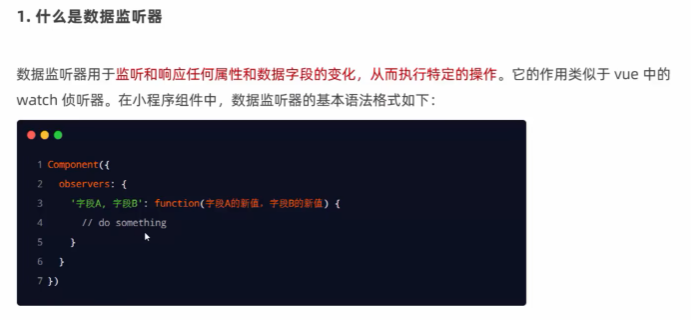 1. 什么是数据监听器
数据监听器用于监听和响应任何属性和数据字段的变化，从而执行特定的操作。它的作用类似于 vue 中的
watch 侦听器。在小程序组件中，数据监听器的基本语法格式如下：
1 Component({
2 observers: {
3 '字段A, 字段B': function(字段A的新值, 字段B的新值) {
4 // do something
5 }
6 }
7 })